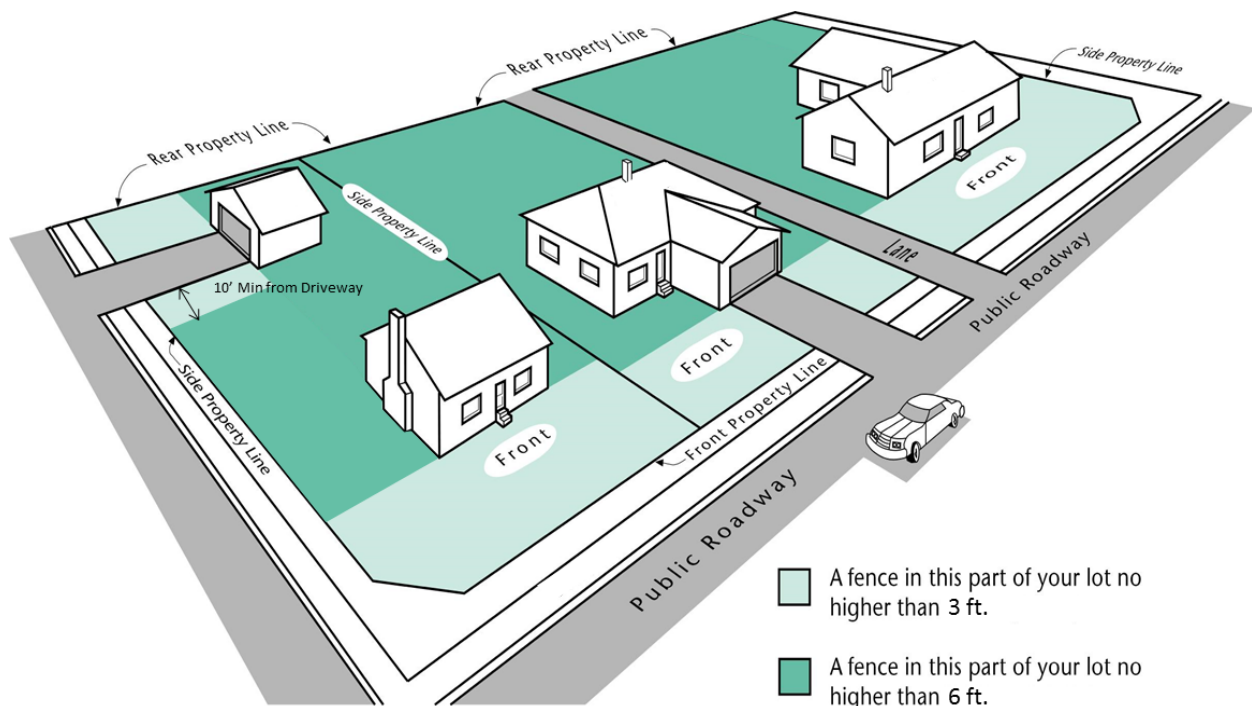 Rear Property Line
Side Property Line
Rear Property Line
Rear Property Line
Side Property Line
Front
Lane
Public Roadway
10’ Min from Driveway
Side Property Line
Front
Front
Front Property Line
Public Roadway
A fence in this part of your lot no
higher than 3 ft.
A fence in this part of your lot no
higher than 6 ft.